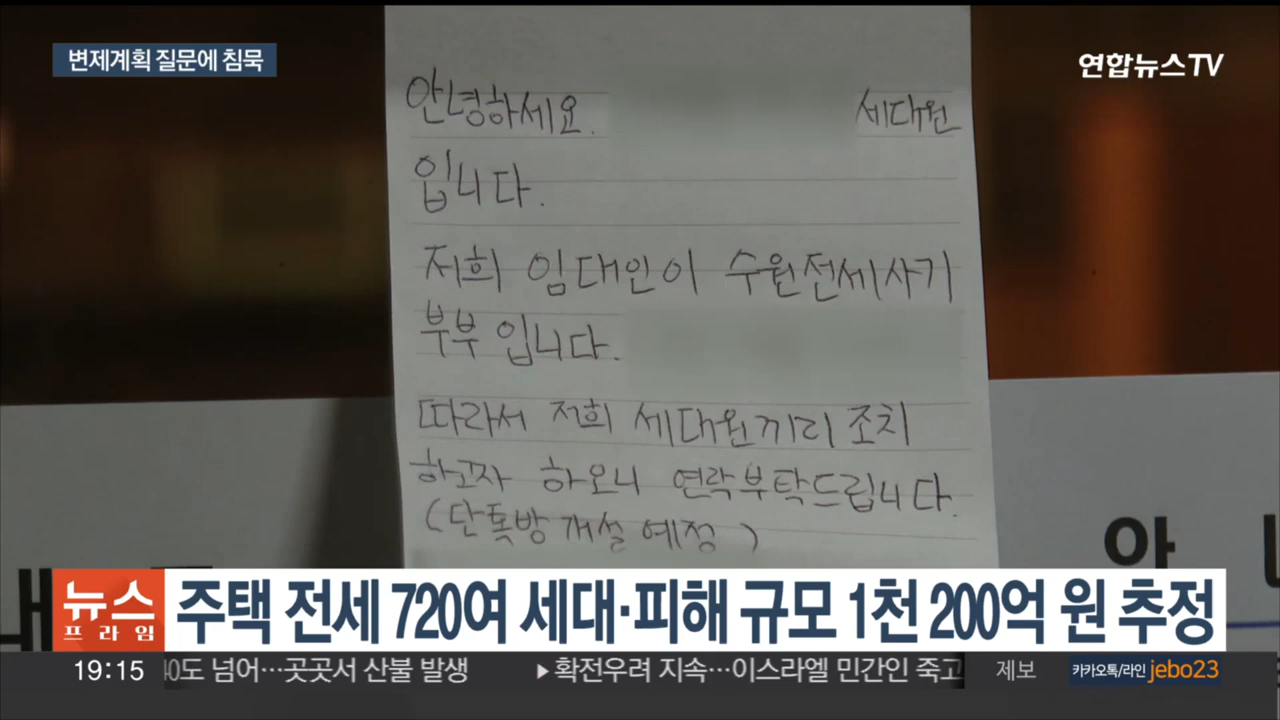 변제계획 질문에 침묵
연합뉴스TV
안녕하세요. 세대원
입니다.
저희 임대인이 수원전세사기
부부 입니다.
따라서 저희 세대원끼리 조치
하고자 하오니 연락부탁드립니다.
(단톡방 개설 예정)
뉴스
프라임
주택 전세 720여 세대·피해 규모 1천 200억 원 추정
19:15 40도 넘어…곳곳서 산불 발생 ▶확전우려 지속…이스라엘 민간인 죽고 제보 카카오톡/라인 jebo23